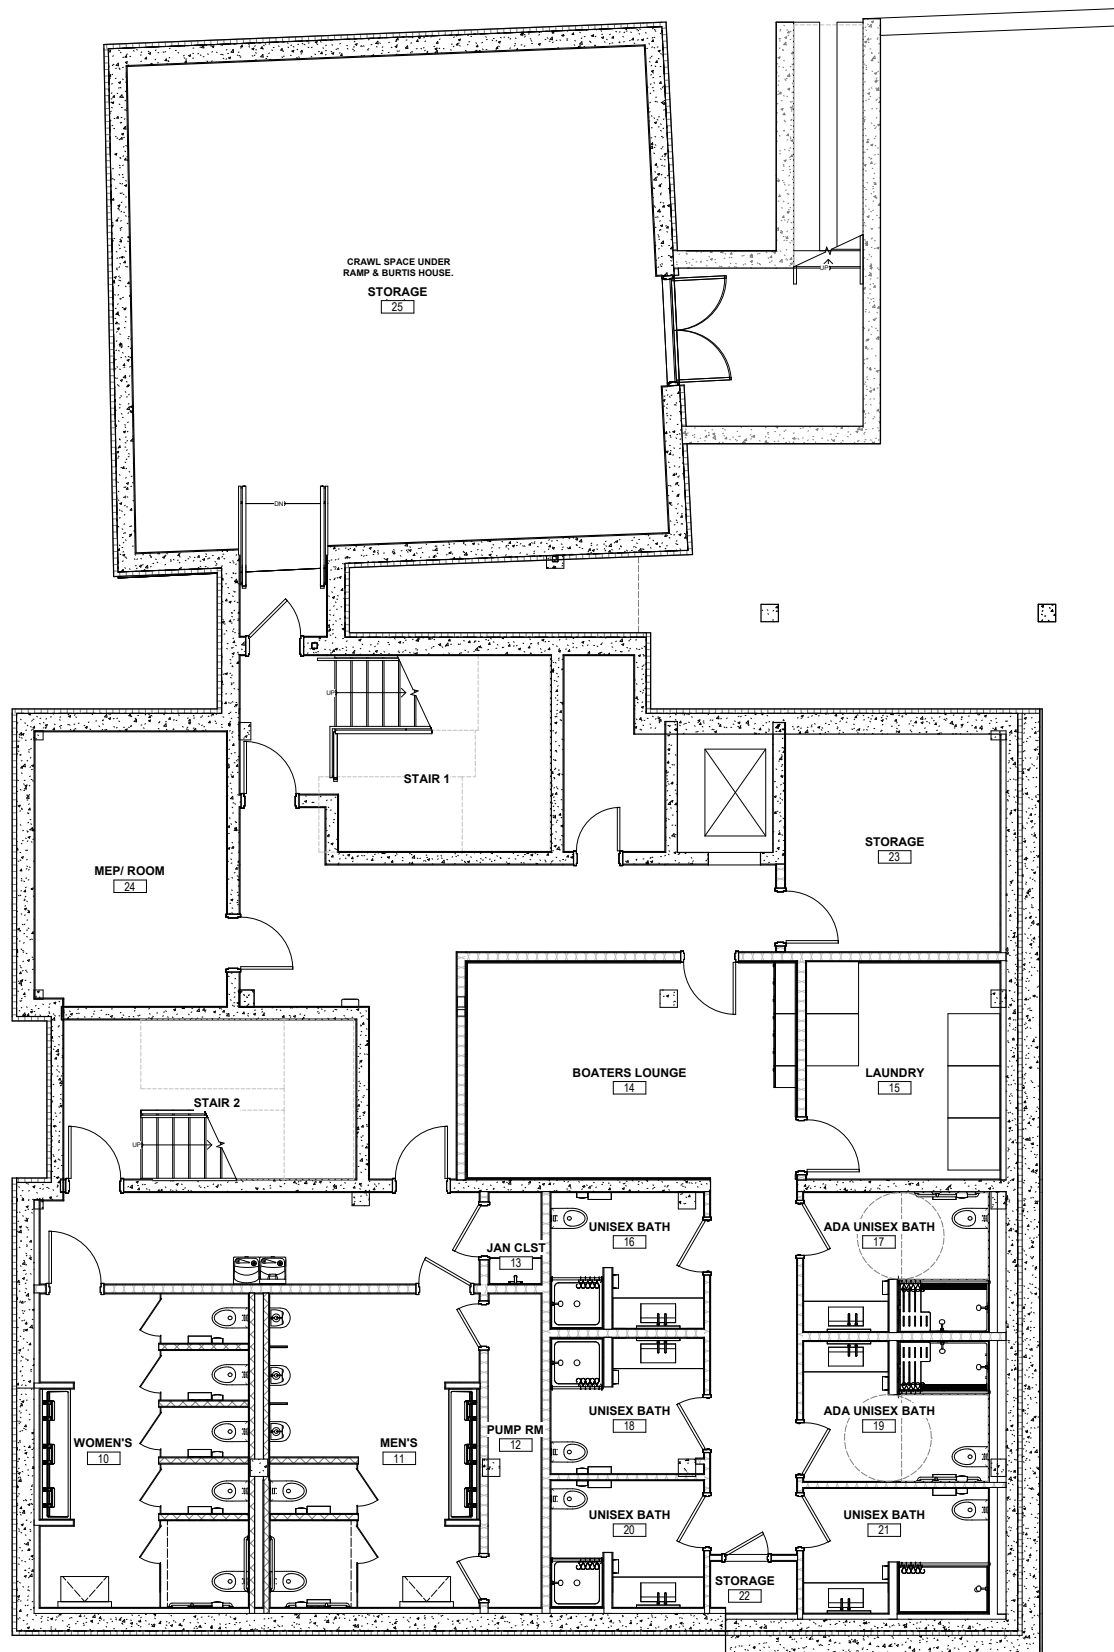 CRAWL SPACE UNDER
RAMP & BURTIS HOUSE.
STORAGE
25
UP
DN
UP
STAIR 1
MEP/ ROOM
24
STORAGE
23
BOATERS LOUNGE
14
LAUNDRY
15
STAIR 2
UP
JAN CLST
13
UNISEX BATH
16
ADA UNISEX BATH
17
WOMEN'S
10
MEN'S
11
PUMP RM
12
UNISEX BATH
18
ADA UNISEX BATH
19
UNISEX BATH
20
UNISEX BATH
21
STORAGE
22